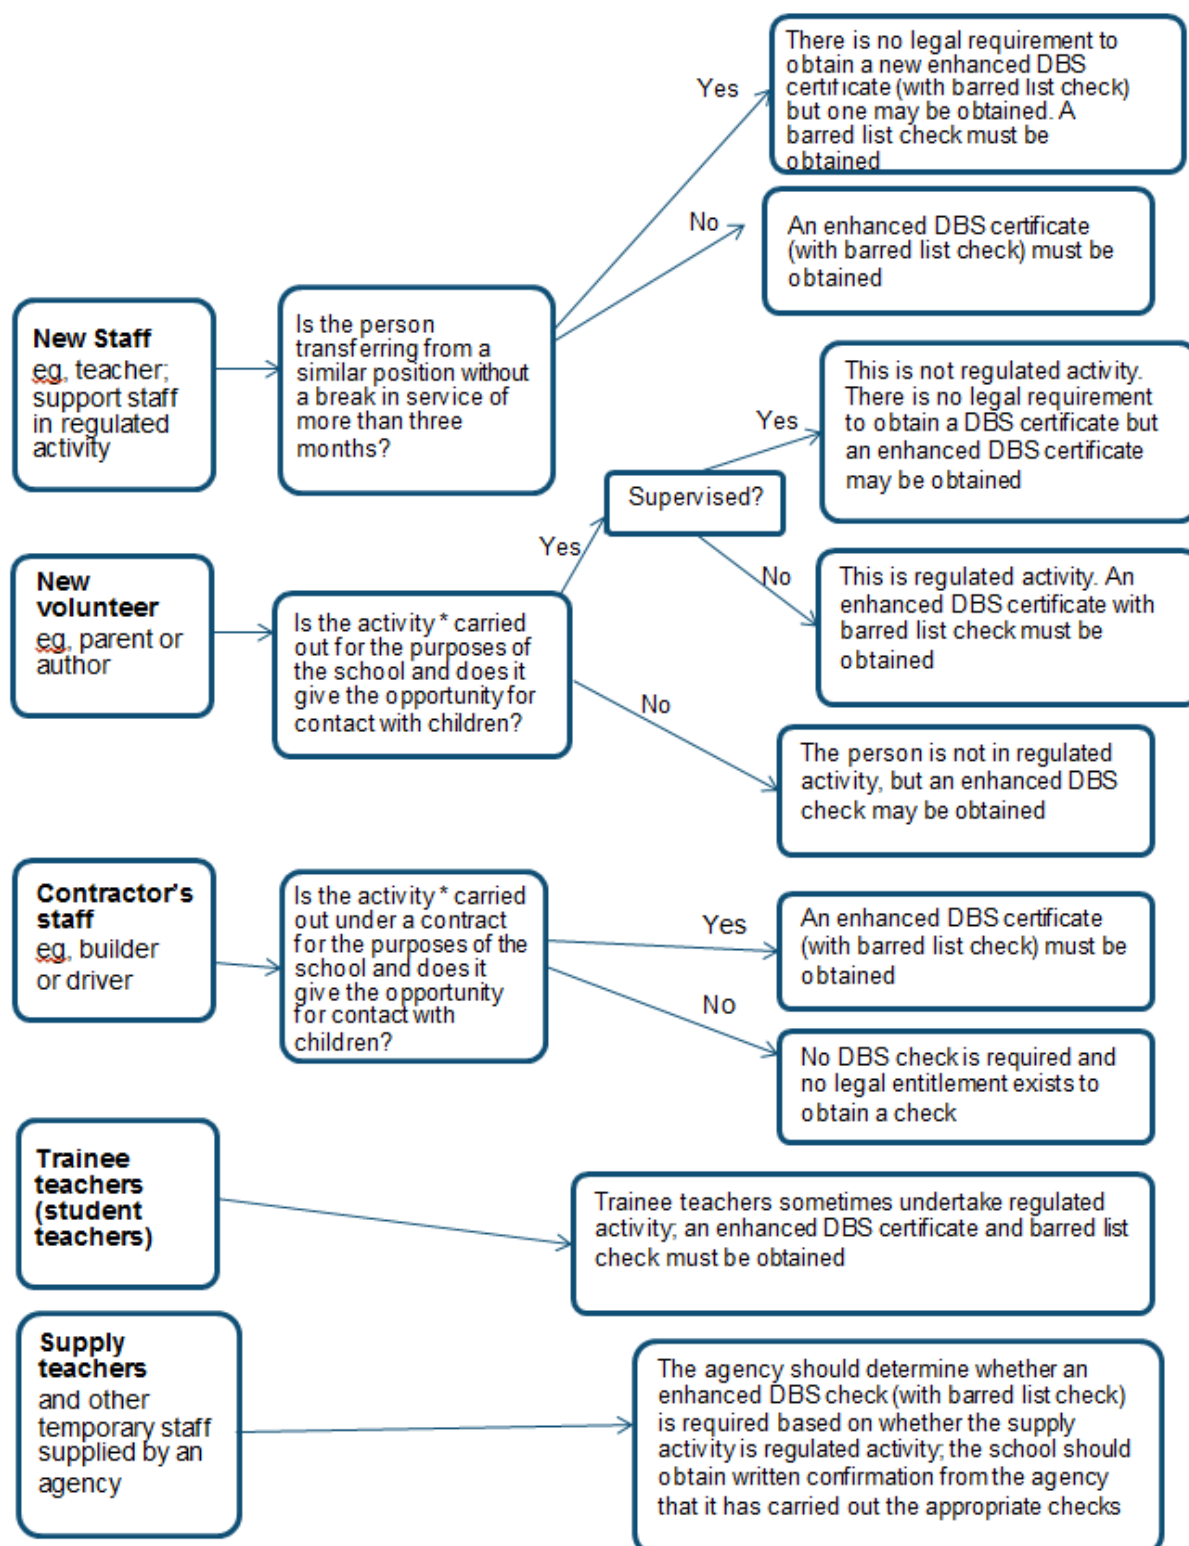 There is no legal requirement to
obtain a new enhanced DBS
certificate (with barred list check)
but one may be obtained. A
barred list check must be
obtained
Yes
No
An enhanced DBS certificate
(with barred list check) must be
obtained
New Staff
eg, teacher;
support staff
in regulated
activity
Is the person
transferring from a
similar position without
a break in service of
more than three
months?
This is not regulated activity.
There is no legal requirement
to obtain a DBS certificate but
an enhanced DBS certificate
may be obtained
Yes
Supervised?
Yes
No
This is regulated activity. An
enhanced DBS certificate with
barred list check must be
obtained
New
volunteer
eg, parent or
author
Is the activity * carried
out for the purposes of
the school and does it
give the opportunity for
contact with children?
No
The person is not in regulated
activity, but an enhanced DBS
check may be obtained
Contractor's
staff
eg, builder
or driver
Is the activity * carried
out under a contract
for the purposes of the
school and does it
give the opportunity
for contact with
children?
Yes
An enhanced DBS certificate
(with barred list check) must be
obtained
No
No DBS check is required and
no legal entitlement exists to
obtain a check
Trainee
teachers
(student
teachers)
Trainee teachers sometimes undertake regulated
activity; an enhanced DBS certificate and barred list
check must be obtained
Supply
teachers
and other
temporary staff
supplied by an
agency
The agency should determine whether an
enhanced DBS check (with barred list check)
is required based on whether the supply
activity is regulated activity; the school should
obtain written confirmation from the agency
that it has carried out the appropriate checks